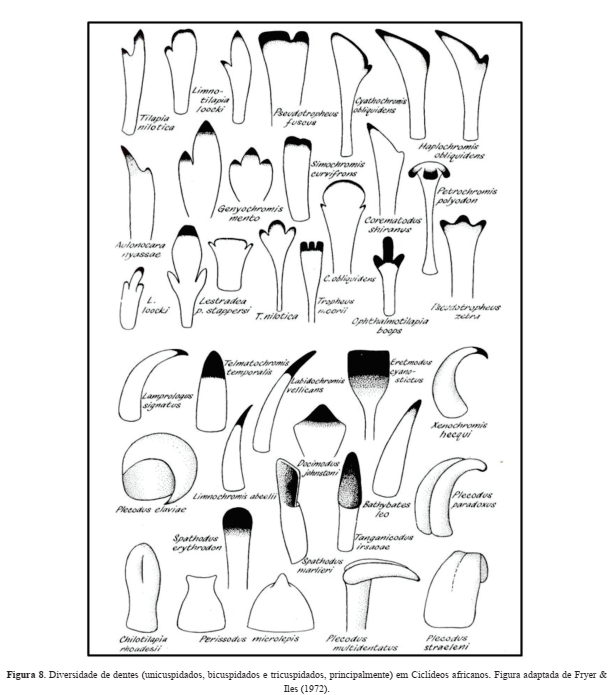 Tilapia
nilotica
Limno-
tilapia
loocki
Pseudotropheus
fuscus
Cyathochromis
obliquidens
Haplochromis
obliquidens
Aulonocara
nyassae
Genyochromis
mento
Simochromis
curvifrons
Corematodus
shiranus
Petrochromis
polyodon
L.
loocki
Lestradea
p. stappersi
T. nilotica
Tropheus
moorii
C. obliquidens
Ophthalmotilapia
boops
Pseudotropheus
zebra
Lamprologus
signatus
Telmatochromis
temporalis
Labidochromis
vellicans
Eretmodus
cyano-
stictus
Xenochromis
hecqui
Plecodus elaviae
Limnochromis abeelii
Docimodus
johnstoni
Bathybates
leo
Plecodus
paradoxus
Spathodus
erythrodon
Spathodus
marlieri
Tanganicodus
irsacae
Chilotilapia
rhoadesii
Perissodus microlepis
Plecodus
multidentatus
Plecodus
straeleni
Figura 8. Diversidade de dentes (unicuspidados, bicuspidados e tricuspidados, principalmente) em Ciclídeos africanos. Figura adaptada de Fryer &
Iles (1972).